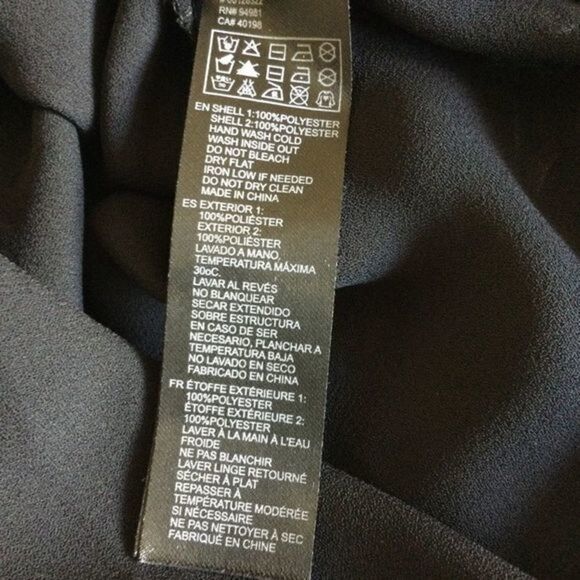 RN# 94981
CA# 40198
EN SHELL 1:100%POLYESTER
SHELL 2:100%POLYESTER
HAND WASH COLD
WASH INSIDE OUT
DO NOT BLEACH
DRY FLAT
IRON LOW IF NEEDED
DO NOT DRY CLEAN
MADE IN CHINA
ES EXTERIOR 1:
100%POLIÉSTER
EXTERIOR 2:
100%POLIÉSTER
LAVADO A MANO,
TEMPERATURA MÁXIMA
30oC.
LAVAR AL REVÉS
NO BLANQUEAR
SECAR EXTENDIDO
SOBRE ESTRUCTURA
EN CASO DE SER
NECESARIO, PLANCHAR A
TEMPERATURA BAJA
NO LAVADO EN SECO
FABRICADO EN CHINA
FR ÉTOFFE EXTÉRIEURE 1:
100%POLYESTER
ÉTOFFE EXTÉRIEURE 2:
100%POLYESTER
LAVER À LA MAIN À L'EAU
FROIDE
NE PAS BLANCHIR
LAVER LINGE RETOURNÉ
SÉCHER À PLAT
REPASSER À
TEMPÉRATURE MODÉRÉE
SI NÉCESSAIRE
NE PAS NETTOYER À SEC
FABRIQUÉ EN CHINE